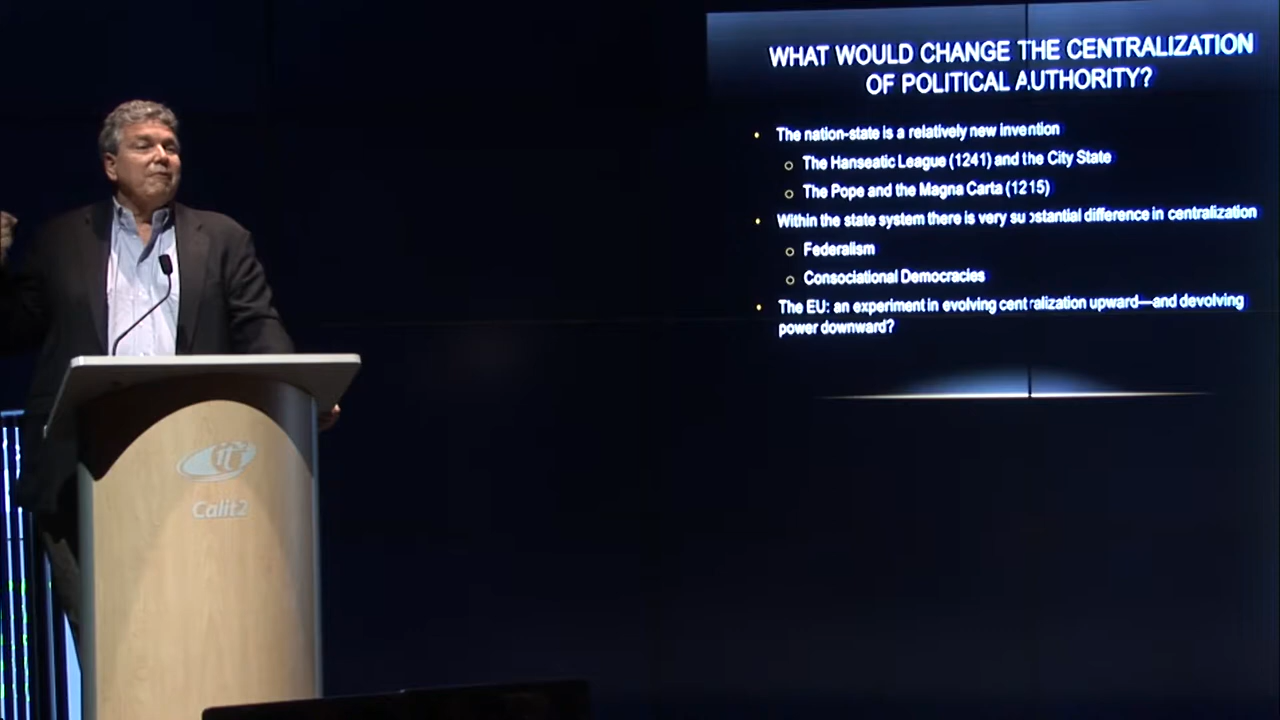 WHAT WOULD CHANGE THE CENTRALIZATION
OF POLITICAL AUTHORITY?
• The nation-state is a relatively new invention
o The Hanseatic League (1241) and the City State
o The Pope and the Magna Carta (1215)
• Within the state system there is very substantial difference in centralization
o Federalism
o Consociational Democracies
• The EU: an experiment in evolving centralization upward—and devolving
power downward?
Calit2